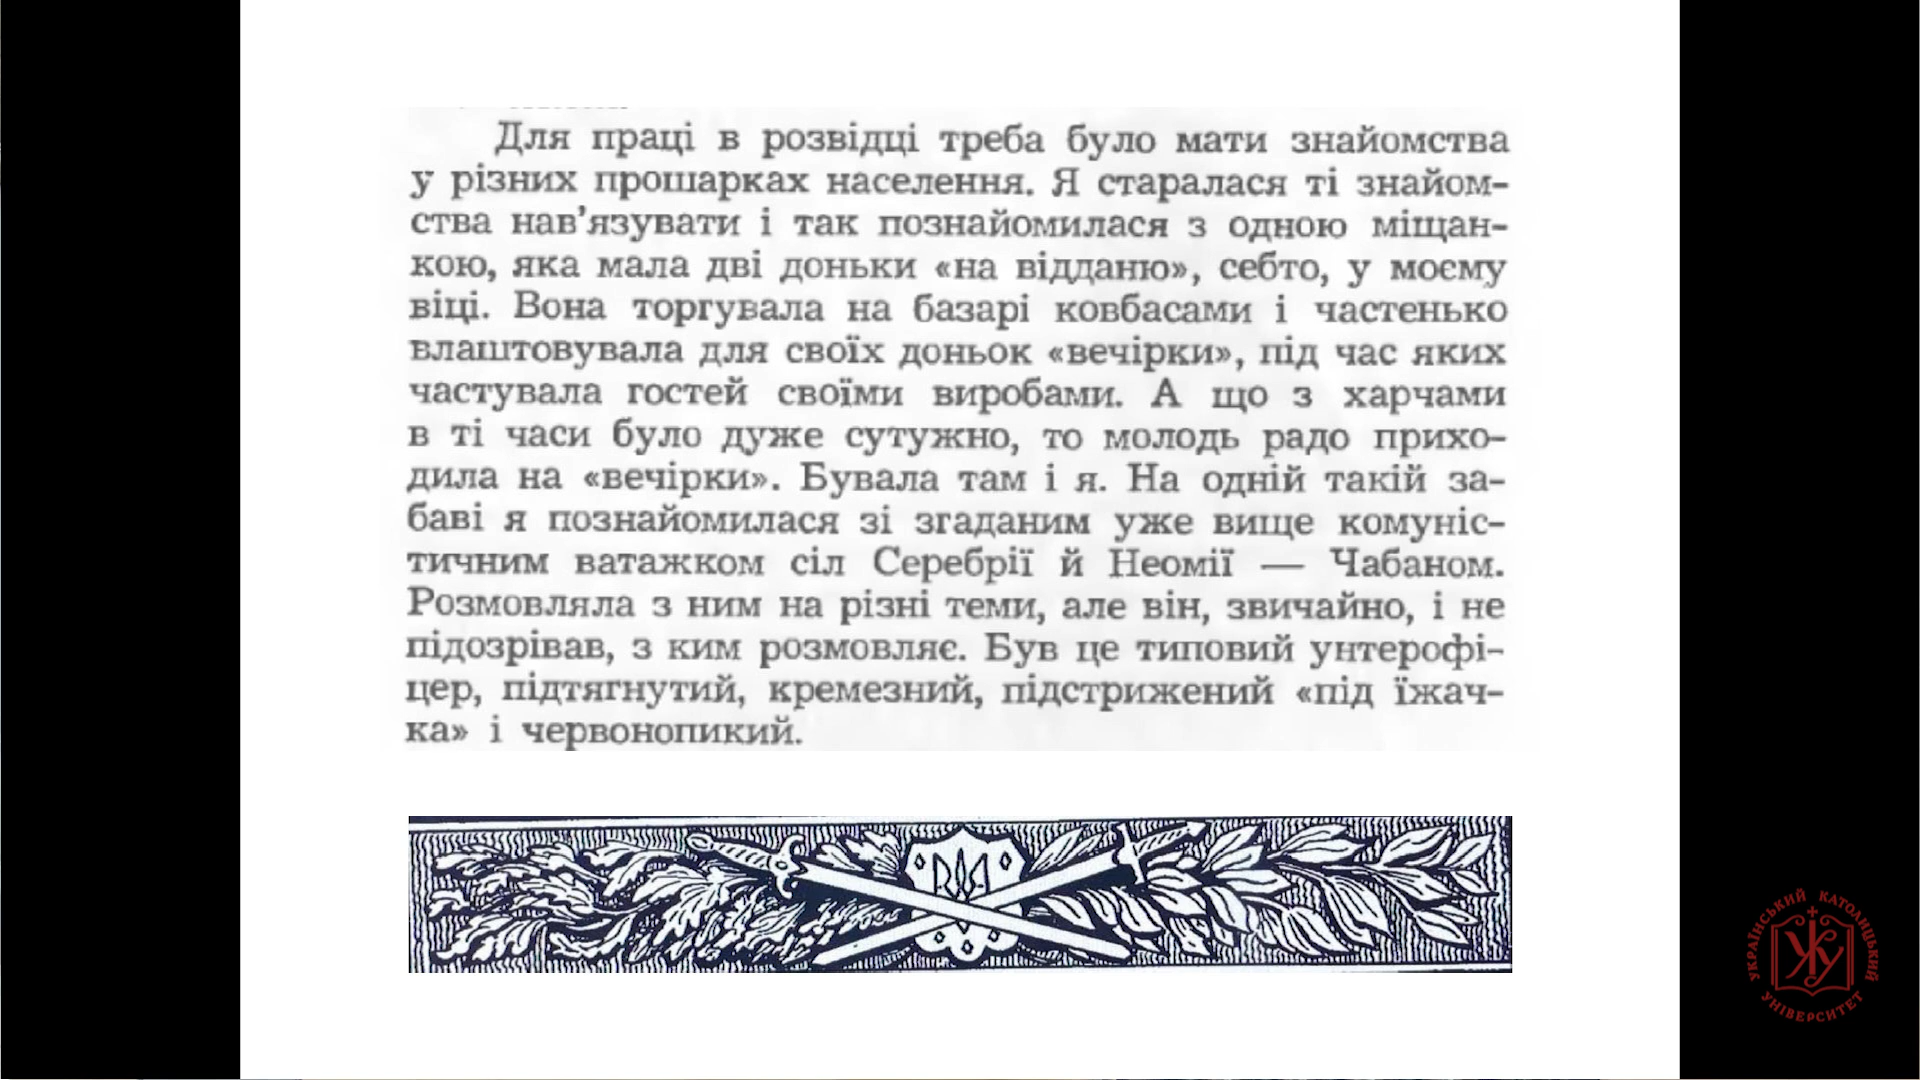 Для праці в розвідці треба було мати знайомства
у різних прошарках населення. Я старалася ті знайом-
ства нав’язувати і так познайомилася з одною міщан-
кою, яка мала дві доньки «на відданю», себто, у моєму
віці. Вона торгувала на базарі ковбасами і частенько
влаштовувала для своїх доньок «вечірки», під час яких
частувала гостей своїми виробами. А що з харчами
в ті часи було дуже сутужно, то молодь радо прихо-
дила на «вечірки». Бувала там і я. На одній такій за-
баві я познайомилася зі згаданим уже вище комуніс-
тичним ватажком сіл Серебрії й Неомії — Чабаном.
Розмовляла з ним на різні теми, але він, звичайно, і не
підозрівав, з ким розмовляє. Був це типовий унтерофі-
цер, підтягнутий, кремезний, підстрижений «під їжач-
ка» і червонопикий.
УКРАЇНСЬКИЙ КАТОЛИЦЬКИЙ
УНІВЕРСИТЕТ